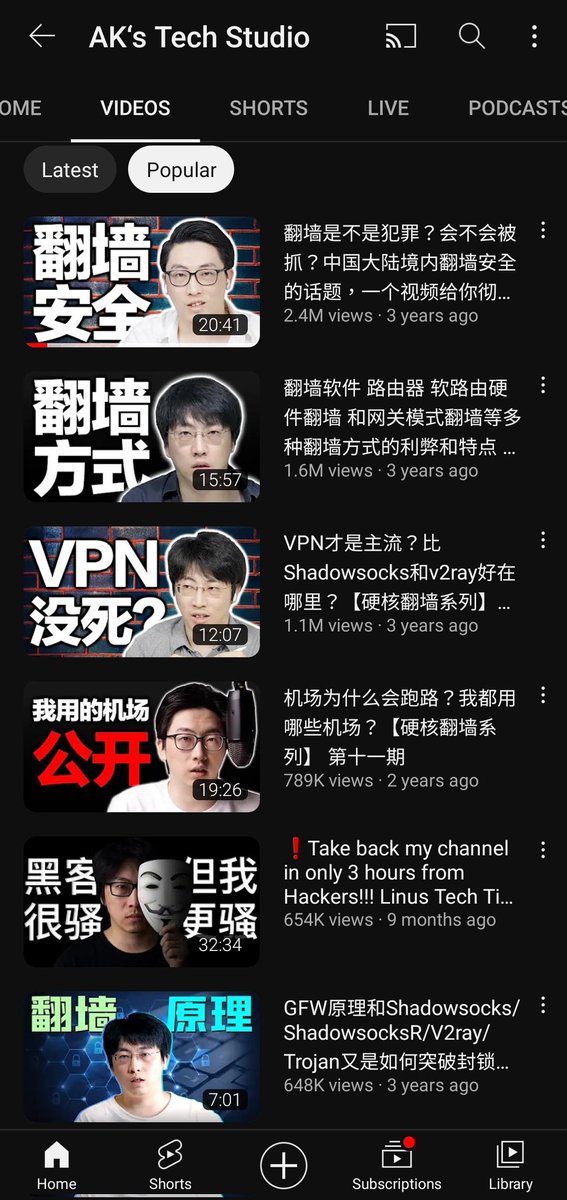 AK‘s Tech Studio
OME VIDEOS SHORTS LIVE PODCASTS
Latest Popular
翻墙
安全
20:41
翻墙是不是犯罪？会不会被
抓？中国大陆境内翻墙安全
的话题，一个视频给你彻…
2.4M views · 3 years ago
翻墙
方式
15:57
翻墙软件 路由器 软路由硬
件翻墙 和网关模式翻墙等多
种翻墙方式的利弊和特点 …
1.6M views · 3 years ago
VPN
没死?
12:07
VPN才是主流？比
Shadowsocks和v2ray好在
哪里？【硬核翻墙系列】…
1.1M views · 3 years ago
我用的机场
公开
19:26
机场为什么会跑路？我都用
哪些机场？【硬核翻墙系
列】 第十一期
789K views · 2 years ago
黑客 但我
很骚 更骚
32:34
❗Take back my channel
in only 3 hours from
Hackers!!! Linus Tech Ti…
654K views · 9 months ago
翻墙 原理
7:01
GFW原理和Shadowsocks/
ShadowsocksR/V2ray/
Trojan又是如何突破封锁…
648K views · 3 years ago
Home Shorts Subscriptions Library